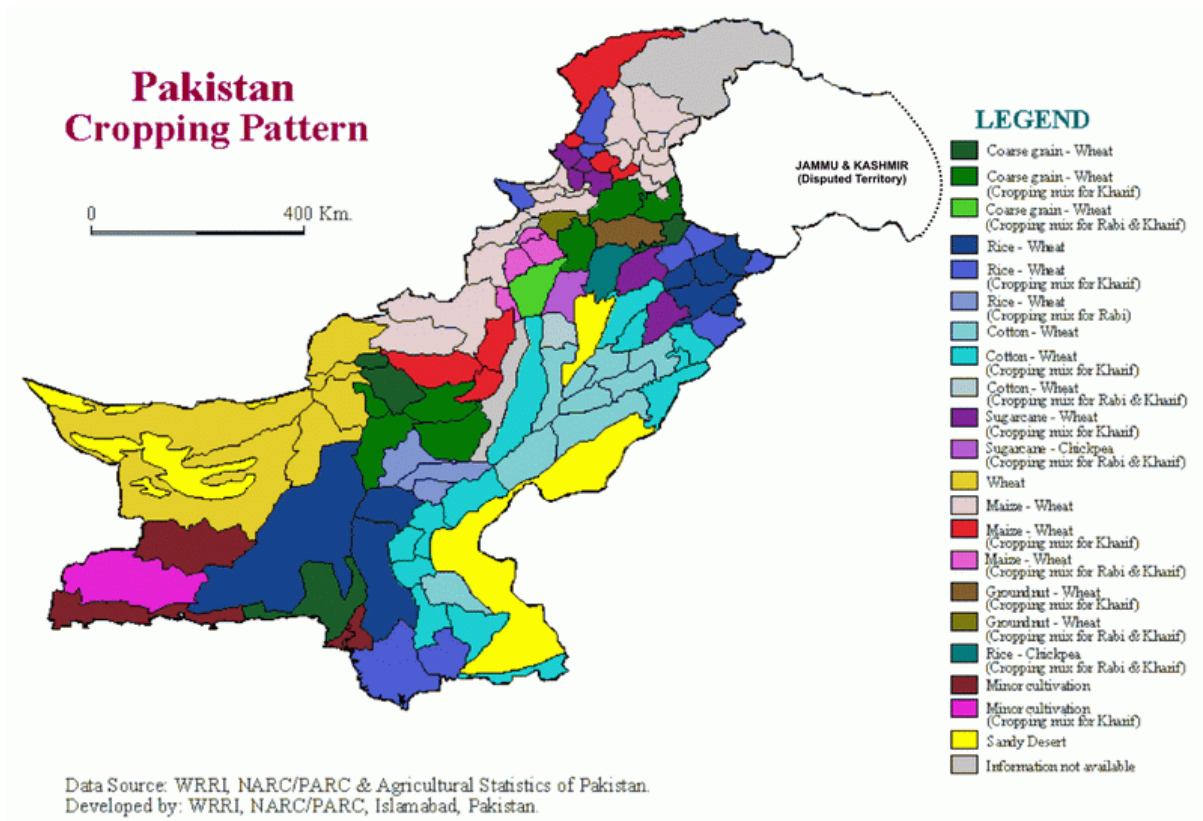 Pakistan
Cropping Pattern
0
400 Km.
JAMMU & KASHMIR
(Disputed Territory)
LEGEND
Coarse grain - Wheat
Coarse grain - Wheat
(Cropping mix for Kharif)
Coarse grain - Wheat
(Cropping mix for Rabi & Kharif)
Rice - Wheat
Rice - Wheat
(Cropping mix for Kharif)
Rice - Wheat
(Cropping mix for Rabi)
Cotton - Wheat
Cotton - Wheat
(Cropping mix for Kharif)
Cotton - Wheat
(Cropping mix for Rabi & Kharif)
Sugarcane - Wheat
(Cropping mix for Kharif)
Sugarcane - Chickpea
(Cropping mix for Rabi & Kharif)
Wheat
Maize - Wheat
Maize - Wheat
(Cropping mix for Kharif)
Maize - Wheat
(Cropping mix for Rabi & Kharif)
Groundnut - Wheat
(Cropping mix for Kharif)
Groundnut - Wheat
(Cropping mix for Rabi & Kharif)
Rice - Chickpea
(Cropping mix for Rabi & Kharif)
Minor cultivation
Minor cultivation
(Cropping mix for Kharif)
Sandy Desert
Information not available
Data Source: WRRI, NARC/PARC & Agricultural Statistics of Pakistan.
Developed by: WRRI, NARC/PARC, Islamabad, Pakistan.